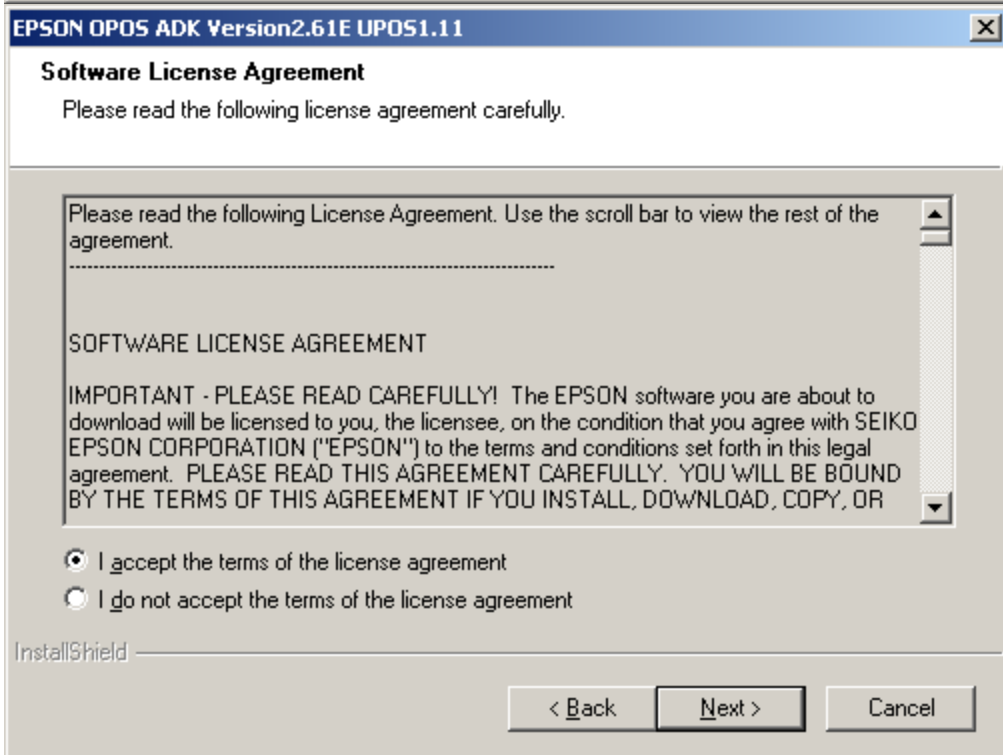 EPSON OPOS ADK Version2.61E UPOS1.11
Software License Agreement
Please read the following license agreement carefully.
Please read the following License Agreement. Use the scroll bar to view the rest of the
agreement.
--------------------------------------------------------------------------------
SOFTWARE LICENSE AGREEMENT
IMPORTANT - PLEASE READ CAREFULLY!  The EPSON software you are about to
download will be licensed to you, the licensee, on the condition that you agree with SEIKO
EPSON CORPORATION ("EPSON") to the terms and conditions set forth in this legal
agreement.  PLEASE READ THIS AGREEMENT CAREFULLY.  YOU WILL BE BOUND
BY THE TERMS OF THIS AGREEMENT IF YOU INSTALL, DOWNLOAD, COPY, OR
I accept the terms of the license agreement
I do not accept the terms of the license agreement
InstallShield
< Back
Next >
Cancel